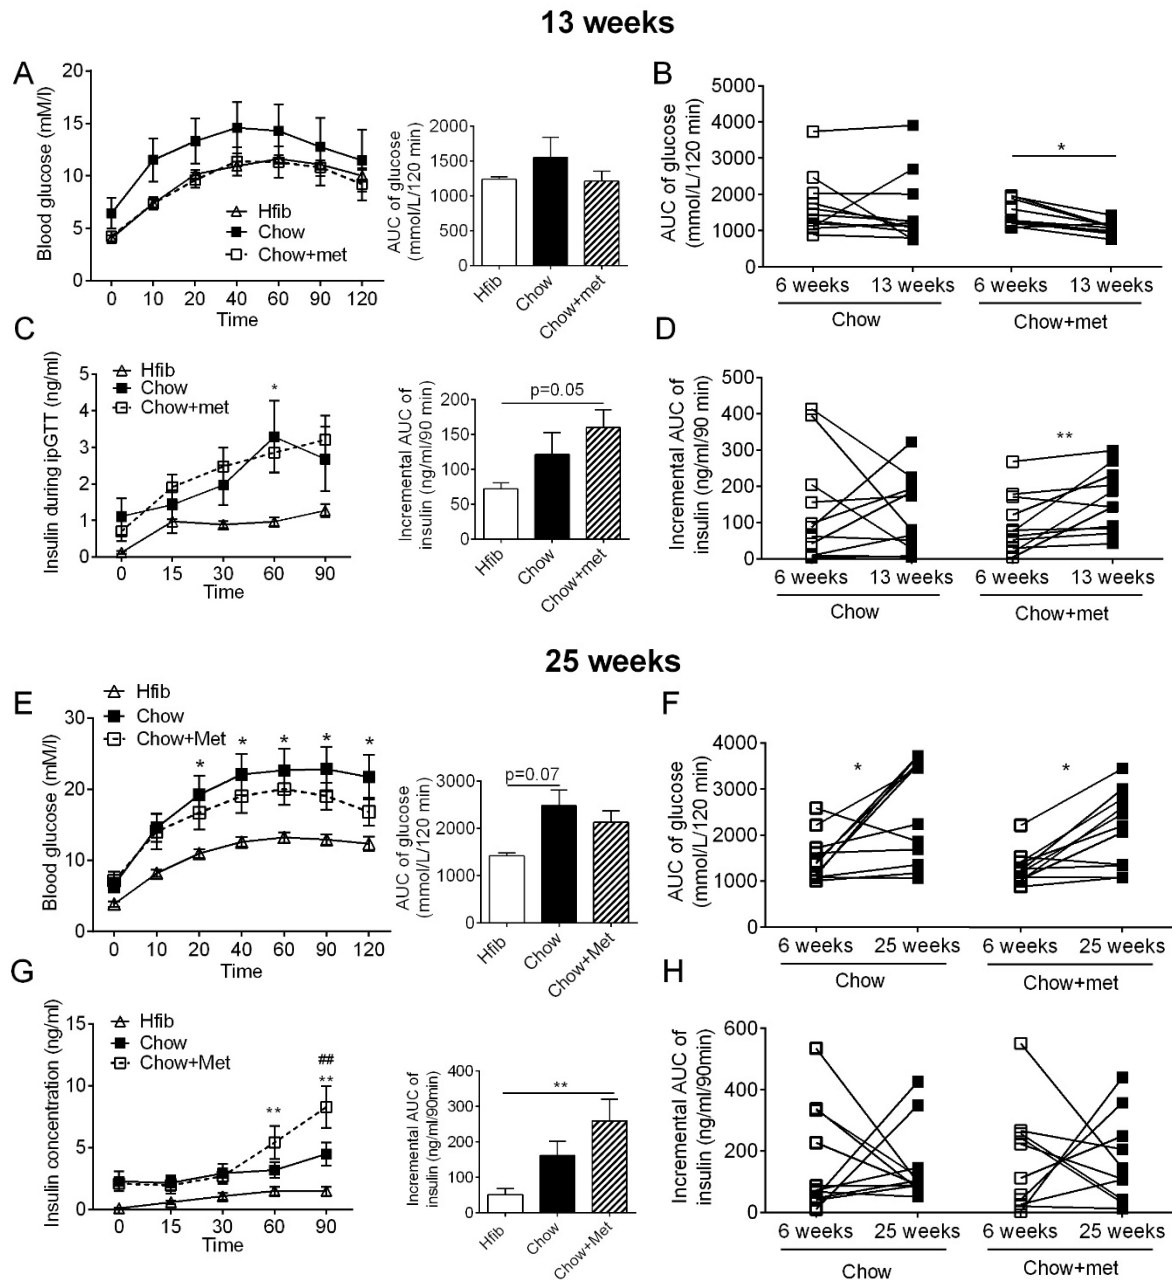 13 weeks
A
Blood glucose (mM/l)
20
15
10
5
0
Hfib
Chow
Chow+met
0 10 20 40 60 90 120
Time
AUC of glucose
(mmol/L/120 min)
2000
1500
1000
500
0
Hfib
Chow
Chow+met
B
AUC of glucose
(mmol/L/120 min)
5000
4000
3000
2000
1000
0
*
6 weeks 13 weeks 6 weeks 13 weeks
Chow
Chow+met
C
Insulin during ipGTT (ng/ml)
5
4
3
2
1
0
Hfib
Chow
Chow+met
*
0 15 30 60 90
Time
Incremental AUC of
insulin (ng/ml/90 min)
200
150
100
50
0
p=0.05
Hfib
Chow
Chow+met
D
Incremental AUC of
insulin (ng/ml/90 min)
500
400
300
200
100
0
**
6 weeks 13 weeks 6 weeks 13 weeks
Chow
Chow+met
25 weeks
E
Blood glucose (mM/l)
30
20
10
0
Hfib
Chow
Chow+Met
* * * * *
0 10 20 40 60 90 120
Time
AUC of glucose
(mmol/L/120 min)
3000
2000
1000
0
p=0.07
Hfib
Chow
Chow+Met
F
AUC of glucose
(mmol/L/120 min)
4000
3000
2000
1000
0
* *
6 weeks 25 weeks 6 weeks 25 weeks
Chow
Chow+met
G
Insulin concentration (ng/ml)
15
10
5
0
Hfib
Chow
Chow+Met
##
** **
0 15 30 60 90
Time
Incremental AUC of
insulin (ng/ml/90min)
400
300
200
100
0
**
Hfib
Chow
Chow+Met
H
Incremental AUC of
insulin (ng/ml/90min)
600
400
200
0
6 weeks 25 weeks 6 weeks 25 weeks
Chow
Chow+met